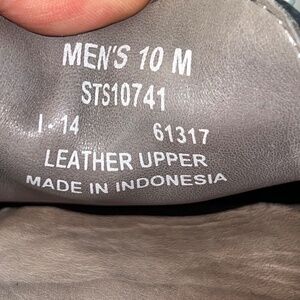 MEN'S 10 M
STS10741
I-14 61317
LEATHER UPPER
MADE IN INDONESIA